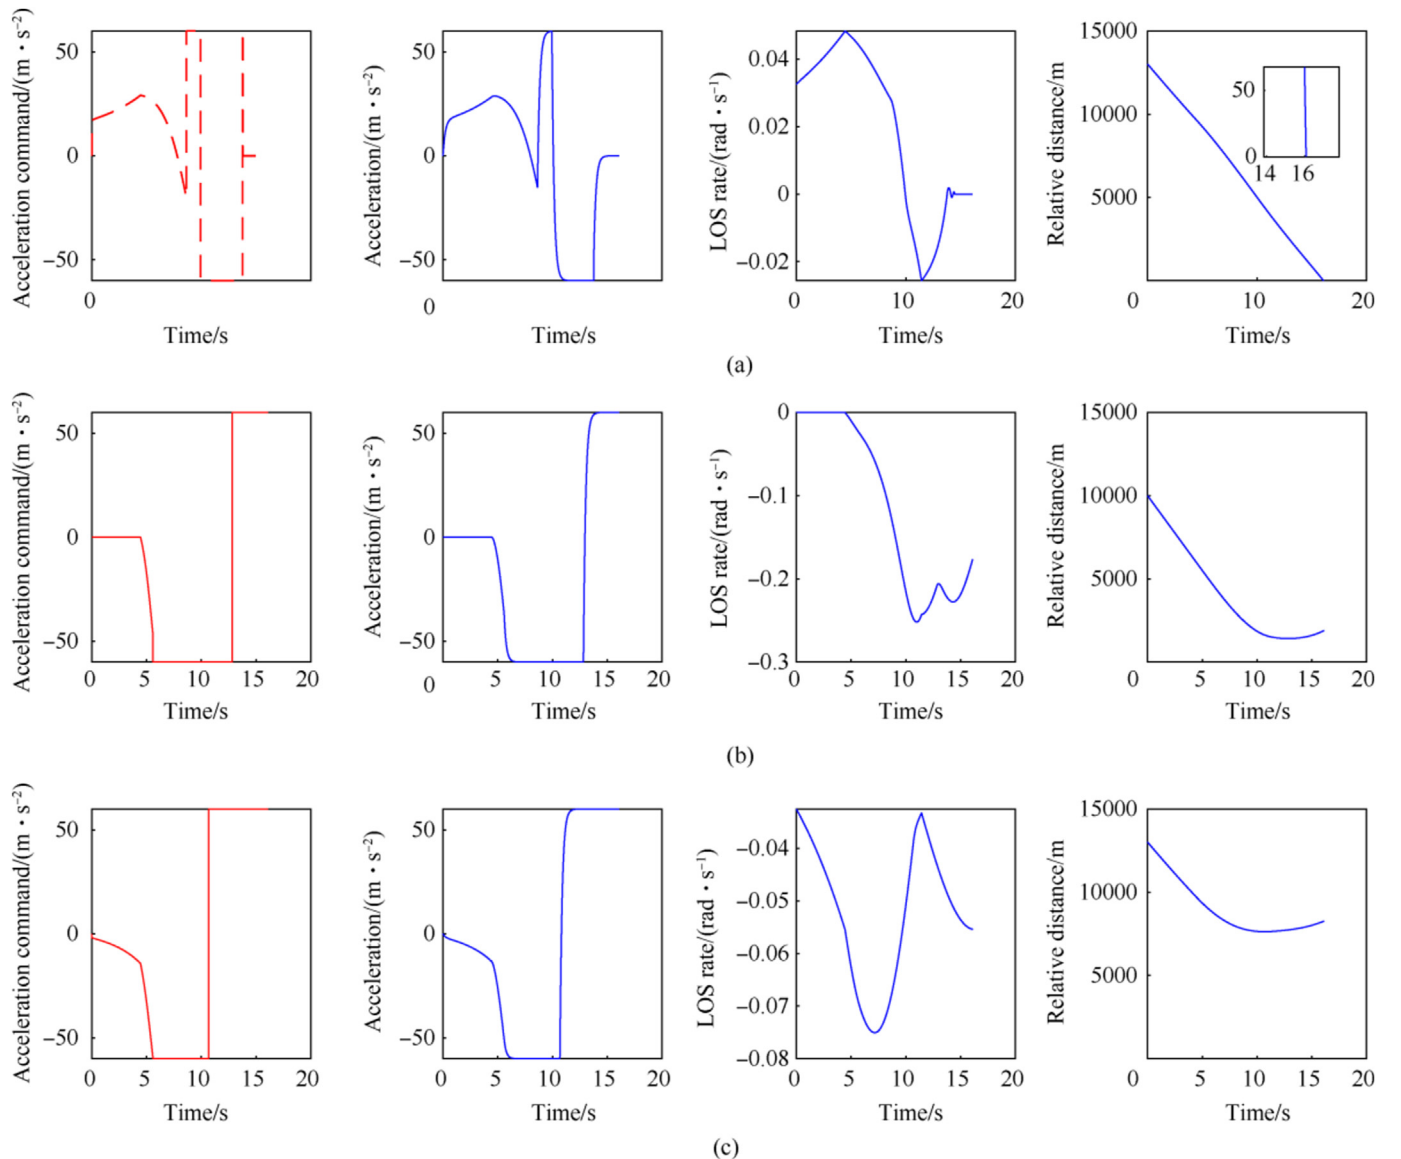 Acceleration command/(m • s⁻²)
50
0
−50
0
Time/s
Acceleration/(m • s⁻²)
50
0
−50
0
Time/s
LOS rate/(rad • s⁻¹)
0.04
0.02
0
−0.02
0 10 20
Time/s
Relative distance/m
15000
10000
5000
0 10 20
50
0
14 16
Time/s
(a)
Acceleration command/(m • s⁻²)
50
0
−50
0 5 10 15 20
Time/s
Acceleration/(m • s⁻²)
50
0
−50
0 5 10 15 20
Time/s
LOS rate/(rad • s⁻¹)
0
−0.1
−0.2
−0.3
0 5 10 15 20
Time/s
Relative distance/m
15000
10000
5000
0 5 10 15 20
Time/s
(b)
Acceleration command/(m • s⁻²)
50
0
−50
0 5 10 15 20
Time/s
Acceleration/(m • s⁻²)
50
0
−50
0 5 10 15 20
Time/s
LOS rate/(rad • s⁻¹)
−0.04
−0.05
−0.06
−0.07
−0.08
0 5 10 15 20
Time/s
Relative distance/m
15000
10000
5000
0 5 10 15 20
Time/s
(c)